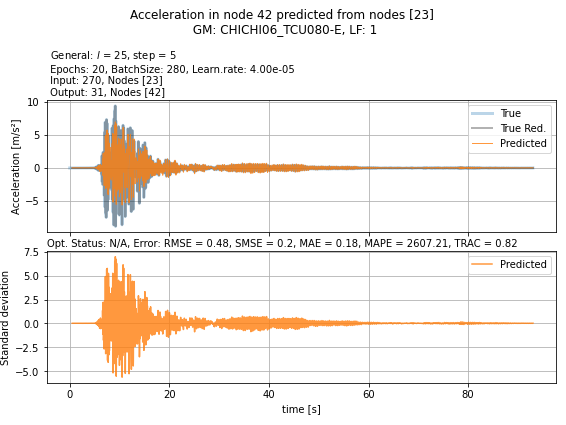 Acceleration in node 42 predicted from nodes [23]
GM: CHICHI06_TCU080-E, LF: 1
General: l = 25, step = 5
Epochs: 20, BatchSize: 280, Learn.rate: 4.00e-05
Input: 270, Nodes [23]
Output: 31, Nodes [42]
Acceleration [m/s²]
10
5
0
−5
True
True Red.
Predicted
Opt. Status: N/A, Error: RMSE = 0.48, SMSE = 0.2, MAE = 0.18, MAPE = 2607.21, TRAC = 0.82
Standard deviation
7.5
5.0
2.5
0.0
−2.5
−5.0
Predicted
0 20 40 60 80
time [s]